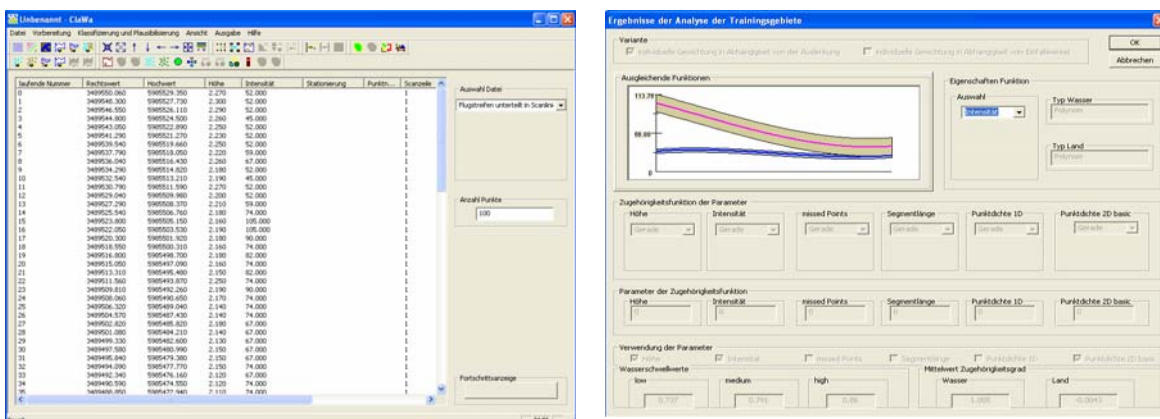 Unbenannt - ClaWa
Datei Vorbereitung Klassifizierung und Plausibilisierung Ansicht Ausgabe Hilfe
laufende Nummer Rechtswert Hochwert Höhe Intensität Stationierung Punktn... Scanzeile
0 3489550.060 5985529.350 2.270 52.000 1
1 3489548.300 5985527.730 2.300 52.000 1
2 3489546.550 5985526.110 2.290 52.000 1
3 3489544.800 5985524.500 2.260 45.000 1
4 3489543.050 5985522.890 2.250 52.000 1
5 3489541.290 5985521.270 2.230 52.000 1
6 3489539.540 5985519.660 2.250 52.000 1
7 3489537.790 5985518.050 2.220 59.000 1
8 3489536.040 5985516.430 2.260 67.000 1
9 3489534.290 5985514.820 2.180 52.000 1
10 3489532.540 5985513.210 2.190 45.000 1
11 3489530.790 5985511.590 2.270 52.000 1
12 3489529.040 5985509.980 2.200 52.000 1
13 3489527.290 5985508.370 2.210 59.000 1
14 3489525.540 5985506.760 2.180 74.000 1
15 3489523.800 5985505.150 2.160 105.000 1
16 3489522.050 5985503.530 2.190 105.000 1
17 3489520.300 5985501.920 2.180 90.000 1
18 3489518.550 5985500.310 2.160 74.000 1
19 3489516.800 5985498.700 2.180 82.000 1
20 3489515.050 5985497.090 2.160 74.000 1
21 3489513.310 5985495.480 2.150 82.000 1
22 3489511.560 5985493.870 2.250 74.000 1
23 3489509.810 5985492.260 2.190 90.000 1
24 3489508.060 5985490.650 2.170 74.000 1
25 3489506.320 5985489.040 2.140 74.000 1
26 3489504.570 5985487.430 2.140 74.000 1
27 3489502.820 5985485.820 2.180 67.000 1
28 3489501.080 5985484.210 2.140 67.000 1
29 3489499.330 5985482.600 2.130 67.000 1
30 3489497.580 5985480.990 2.150 67.000 1
31 3489495.840 5985479.380 2.150 67.000 1
32 3489494.090 5985477.770 2.150 74.000 1
33 3489492.340 5985476.160 2.120 67.000 1
34 3489490.590 5985474.550 2.120 74.000 1
35 3489488.850 5985472.940 2.110 74.000 1
Auswahl Datei
Flugstreifen unterteilt in Scanlini
Anzahl Punkte
100
Fortschrittsanzeige
Ergebnisse der Analyse der Trainingsgebiete
Variante
individuelle Gewichtung in Abhängigkeit von der Auslenkung individuelle Gewichtung in Abhängigkeit vom Einfallswinkel
OK
Abbrechen
Ausgleichende Funktionen
113.78
0
Eigenschaften Funktion
Auswahl
Intensität
Typ Wasser
Polynom
Typ Land
Polynom
Zugehörigkeitsfunktion der Parameter
Höhe Intensität missed Points Segmentlänge Punktdichte 1D Punktdichte 2D basic
Gerade Gerade Gerade Gerade Gerade Gerade
Parameter der Zugehörigkeitsfunktion
Höhe Intensität missed Points Segmentlänge Punktdichte 1D Punktdichte 2D basic
0 0 0 0 0 0
Verwendung der Parameter
Höhe Intensität missed Points Segmentlänge Punktdichte 1D Punktdichte 2D basic
Wasserschwellwerte Mittelwert Zugehörigkeitsgrad
low medium high Wasser Land
0.737 0.791 0.86 1.005 -0.0043